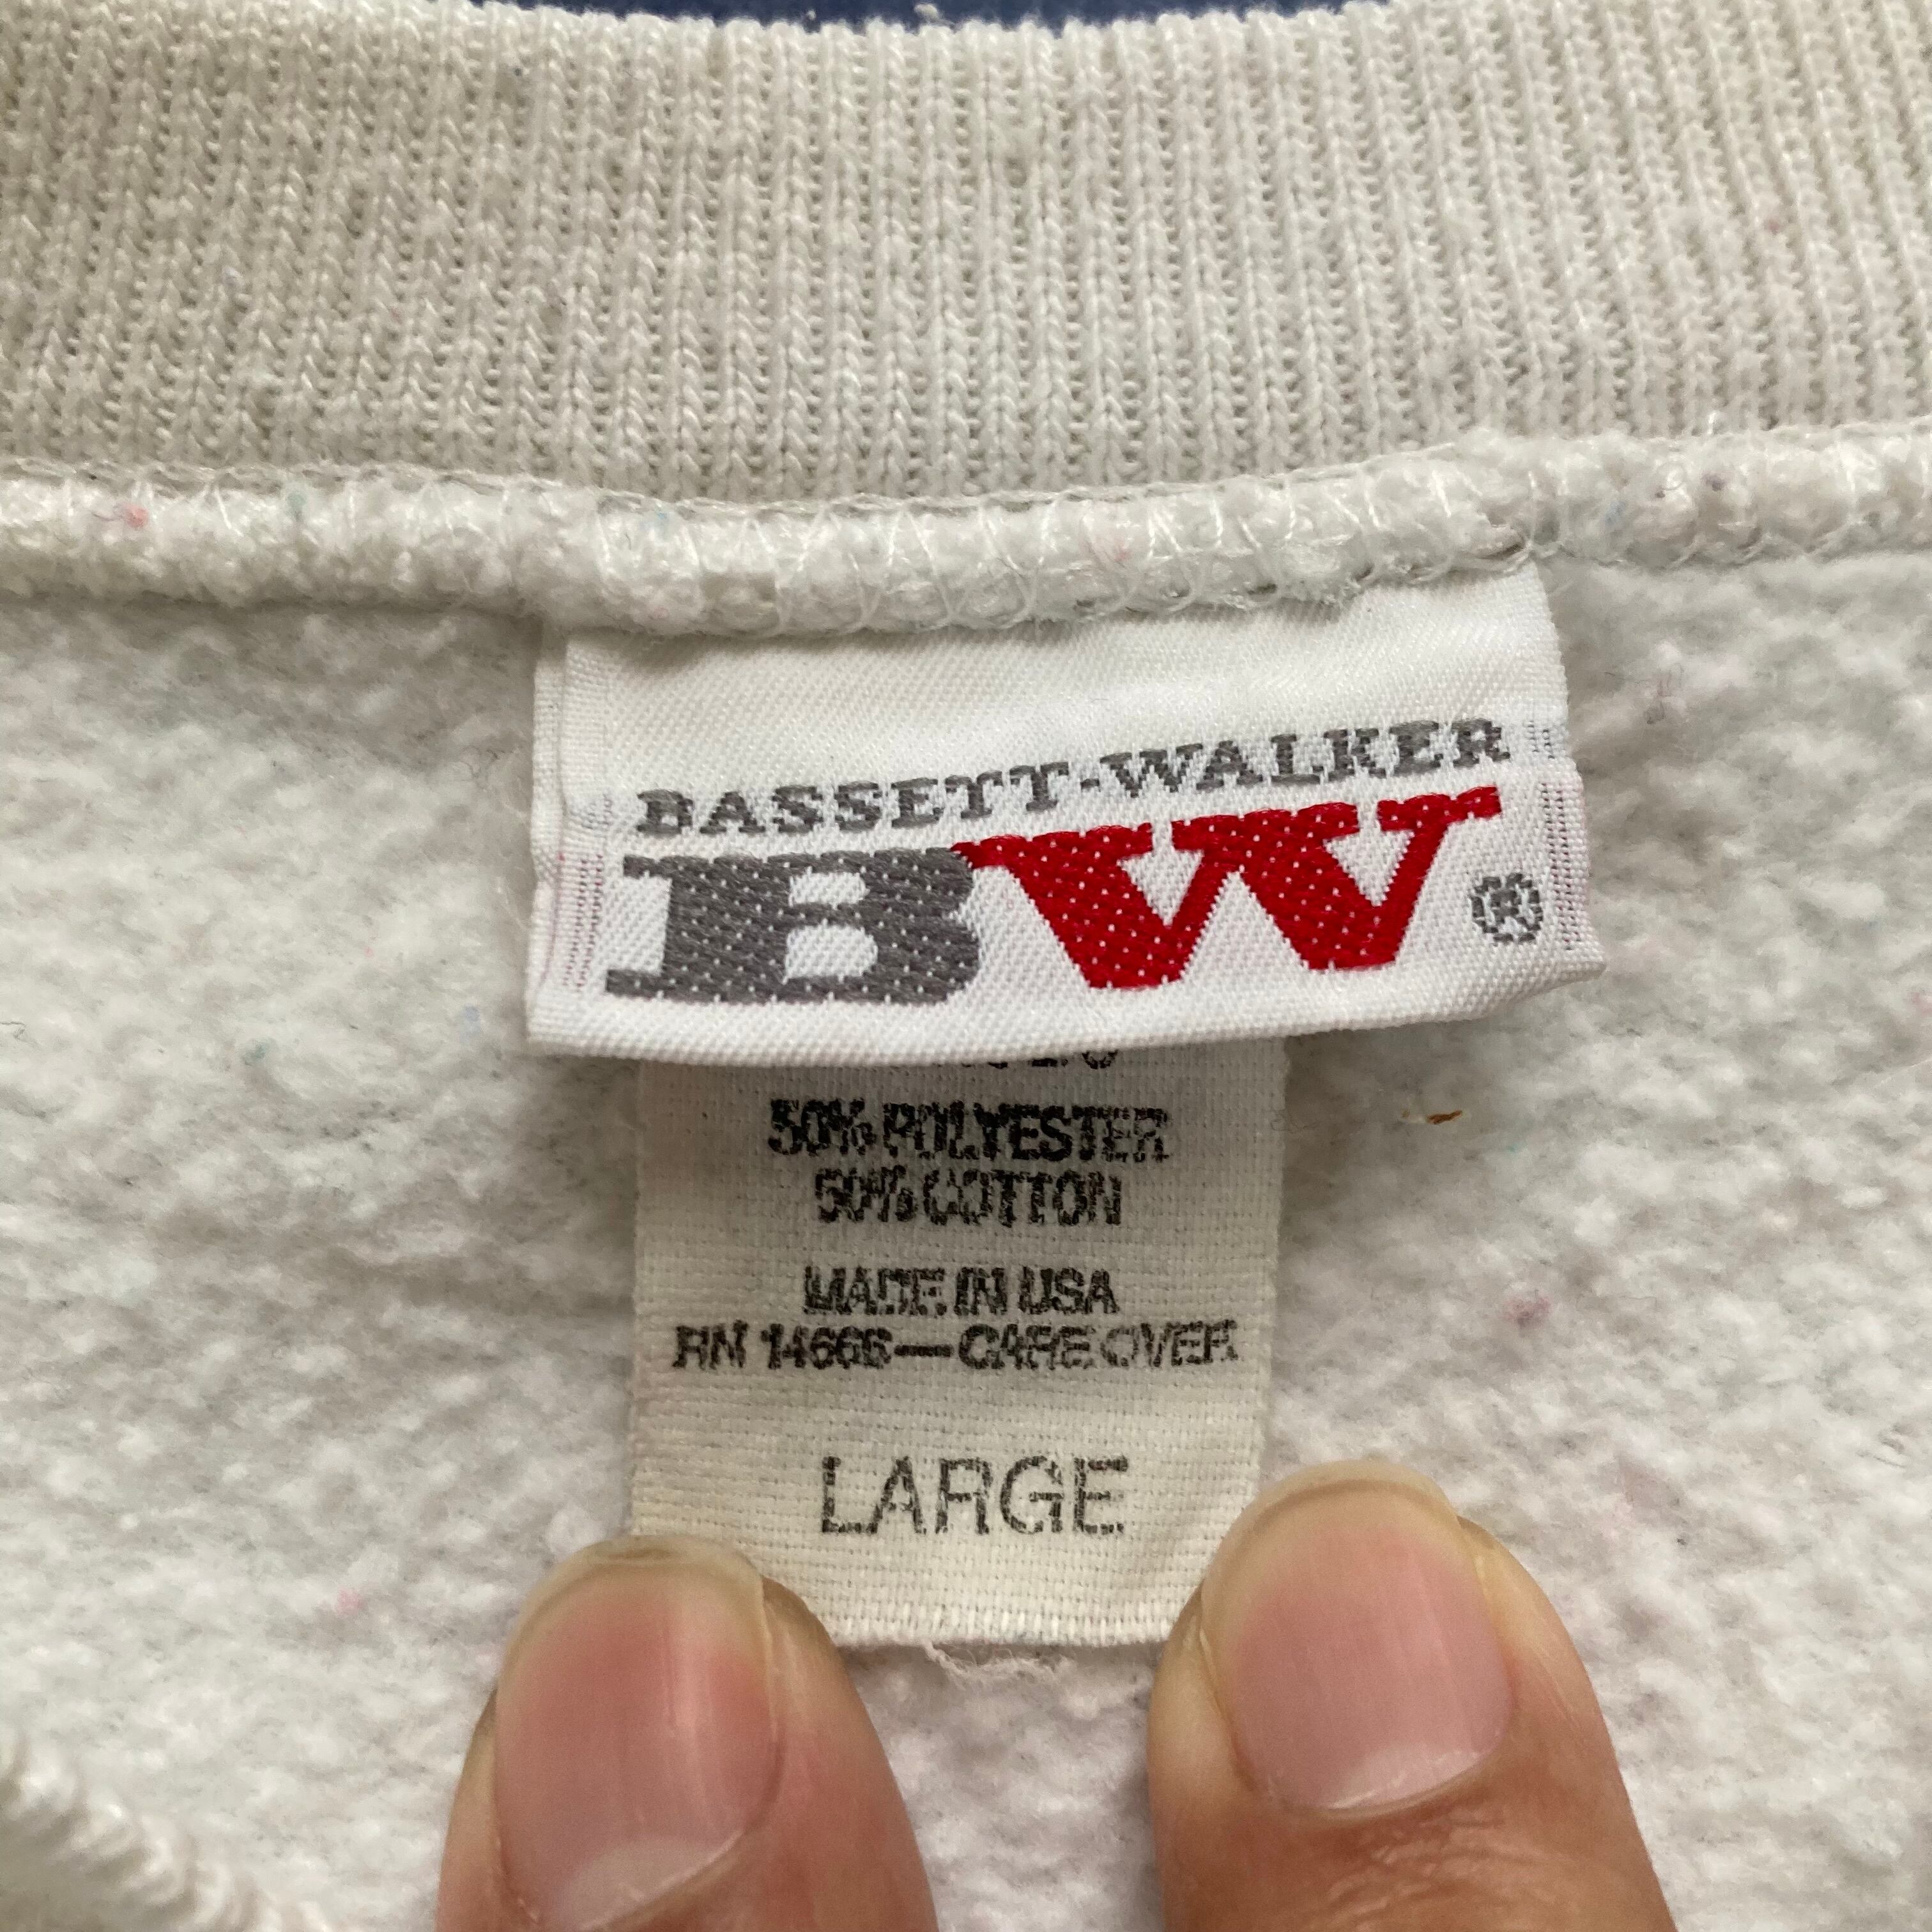 BASSETT-WALKER
BW®
50% POLYESTER
50% COTTON
MADE IN USA
RN 14666—CARE OVER
LARGE